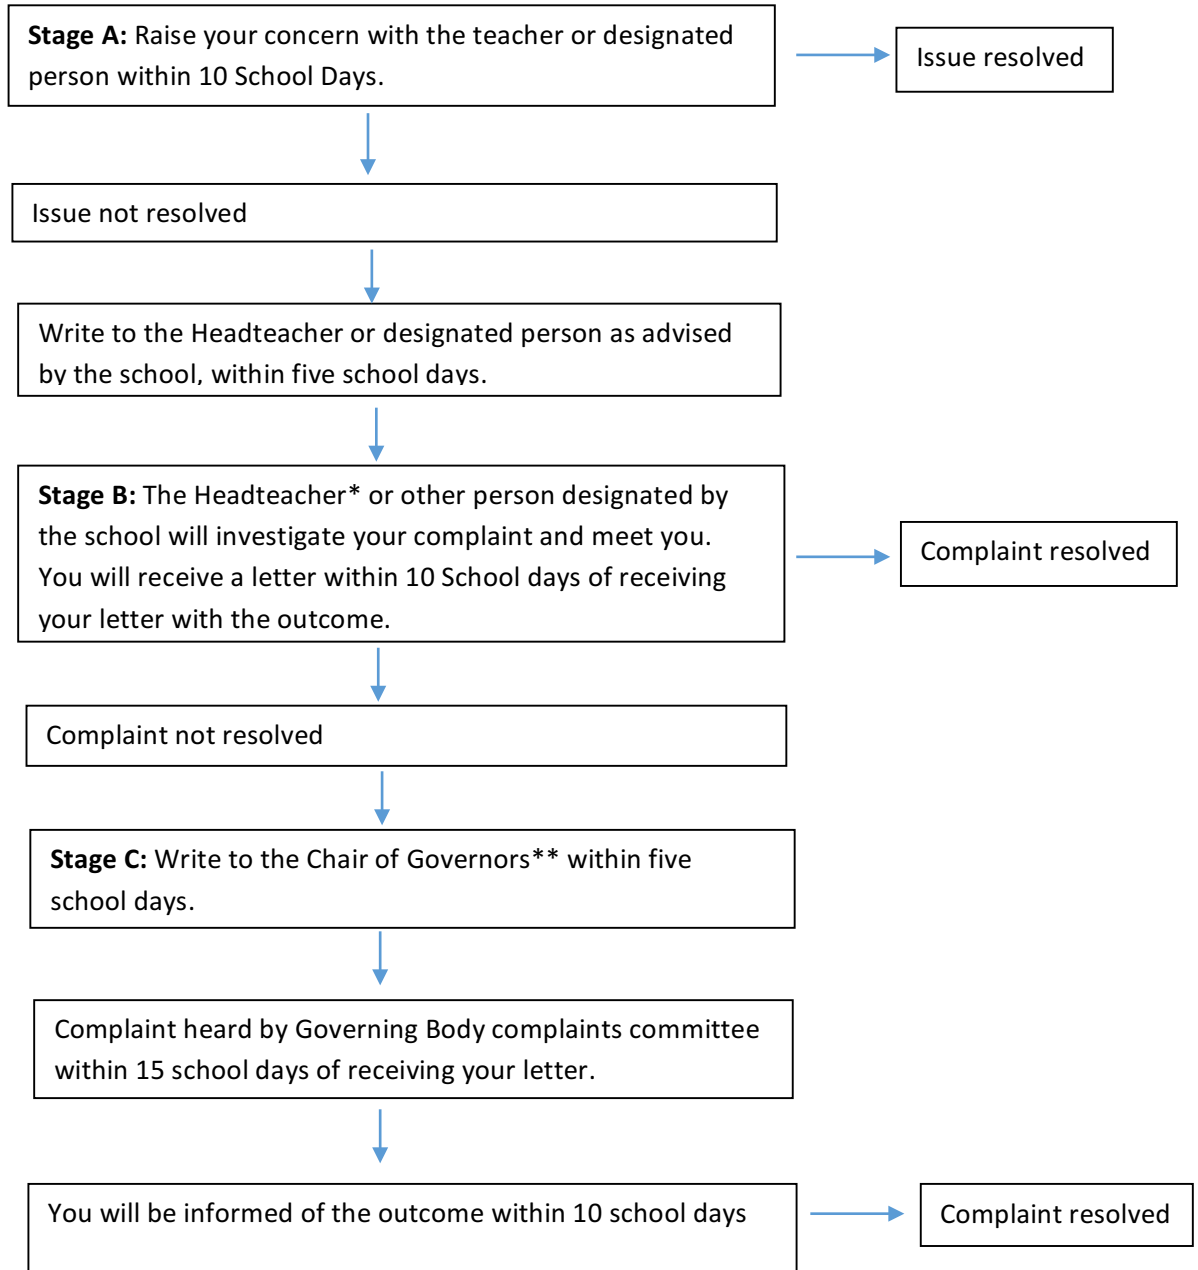 Stage A: Raise your concern with the teacher or designated
person within 10 School Days.
Issue resolved
Issue not resolved
Write to the Headteacher or designated person as advised
by the school, within five school days.
Stage B: The Headteacher* or other person designated by
the school will investigate your complaint and meet you.
You will receive a letter within 10 School days of receiving
your letter with the outcome.
Complaint resolved
Complaint not resolved
Stage C: Write to the Chair of Governors** within five
school days.
Complaint heard by Governing Body complaints committee
within 15 school days of receiving your letter.
You will be informed of the outcome within 10 school days
Complaint resolved